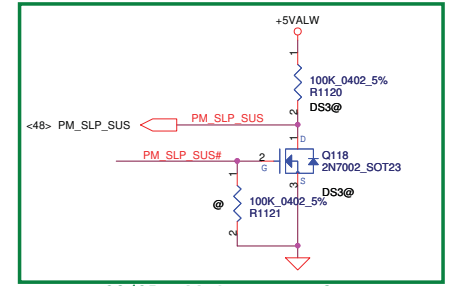 +5VALW
1
100K_0402_5%
R1120
2
DS3@
<48> PM_SLP_SUS
PM_SLP_SUS
1
D
PM_SLP_SUS#
2
G
Q118
2N7002_SOT23
S
3
DS3@
1
@
100K_0402_5%
R1121
2